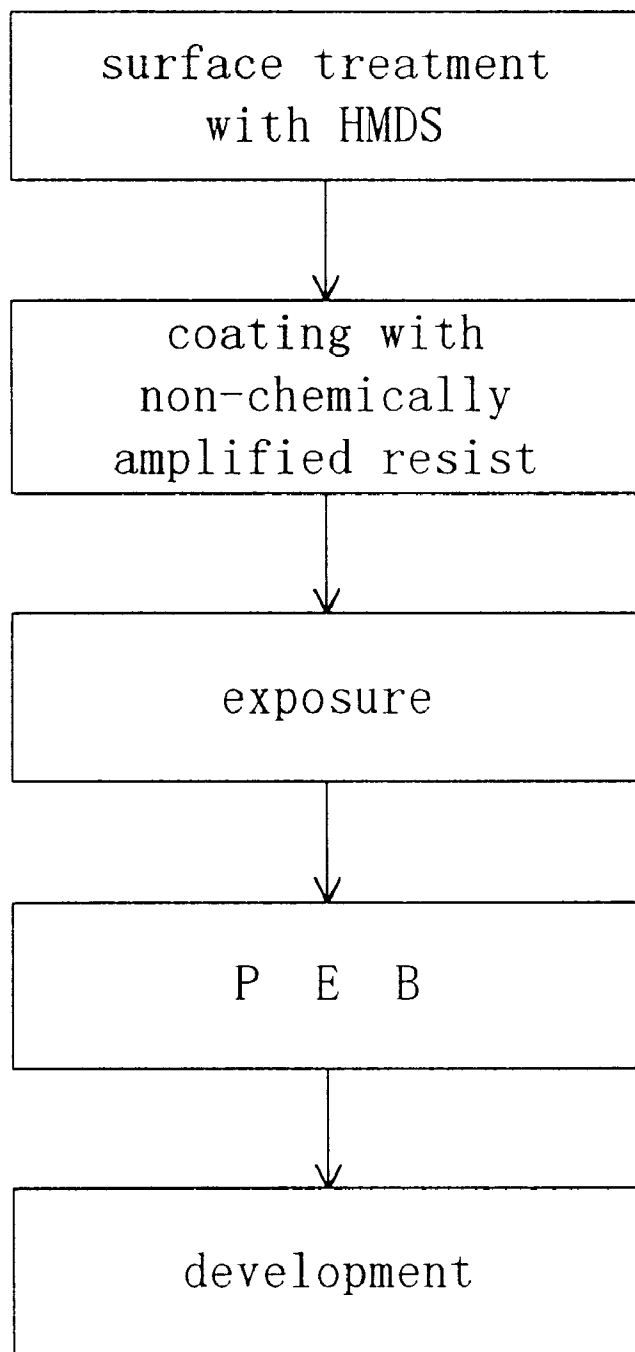 surface treatment
with HMDS
coating with
non-chemically
amplified resist
exposure
P E B
development